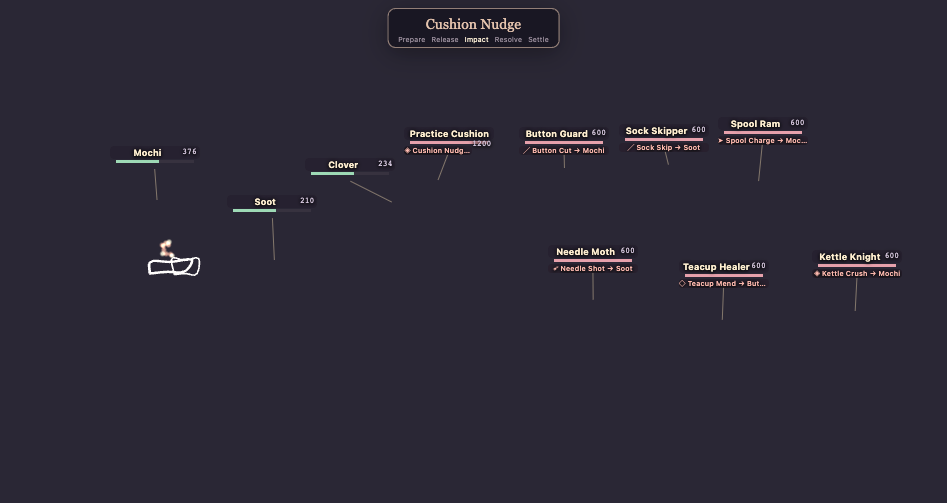 Cushion Nudge
Prepare Release Impact Resolve Settle
Mochi 376
Clover 234
Soot 210
Practice Cushion
1200
◈ Cushion Nudg...
Button Guard 600
⟋ Button Cut → Mochi
Sock Skipper 600
⟋ Sock Skip → Soot
Spool Ram 600
➤ Spool Charge → Moc...
Needle Moth 600
➶ Needle Shot → Soot
Teacup Healer 600
◇ Teacup Mend → But...
Kettle Knight 600
◈ Kettle Crush → Mochi